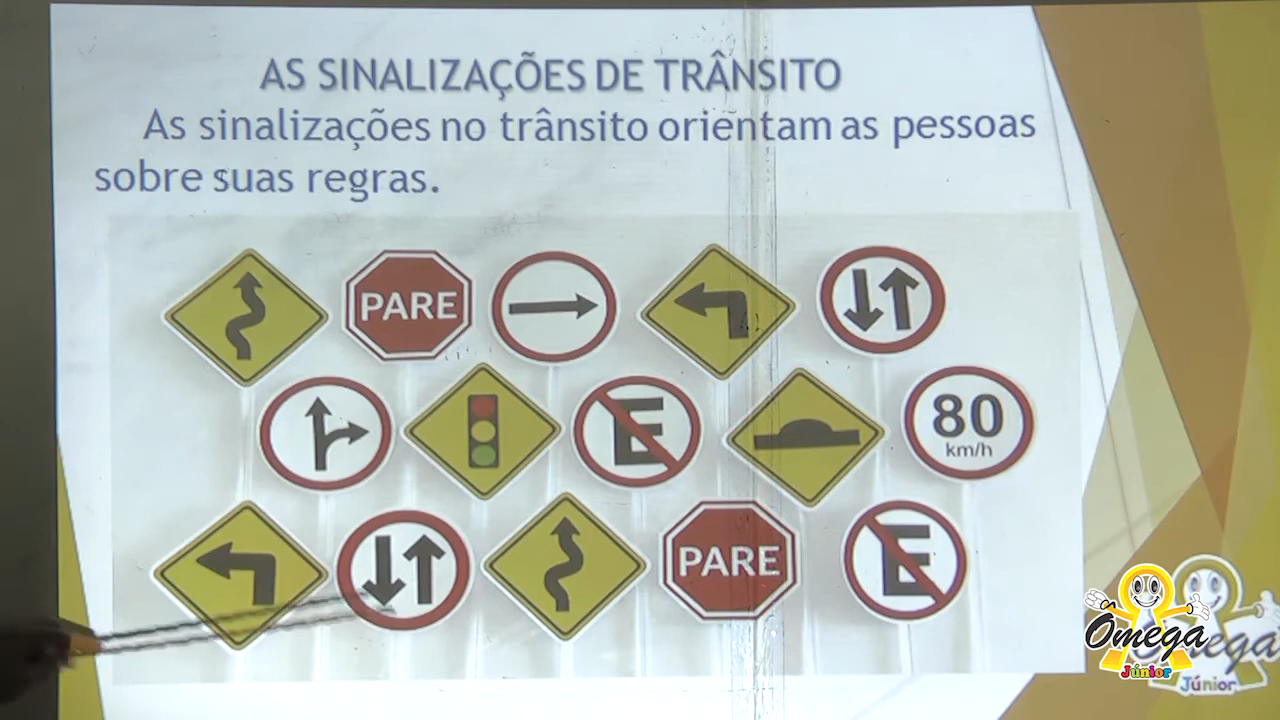 AS SINALIZAÇÕES DE TRÂNSITO
As sinalizações no trânsito orientam as pessoas
sobre suas regras.
PARE
E
80
km/h
PARE
E
Ômega
Júnior
Ômega
Júnior